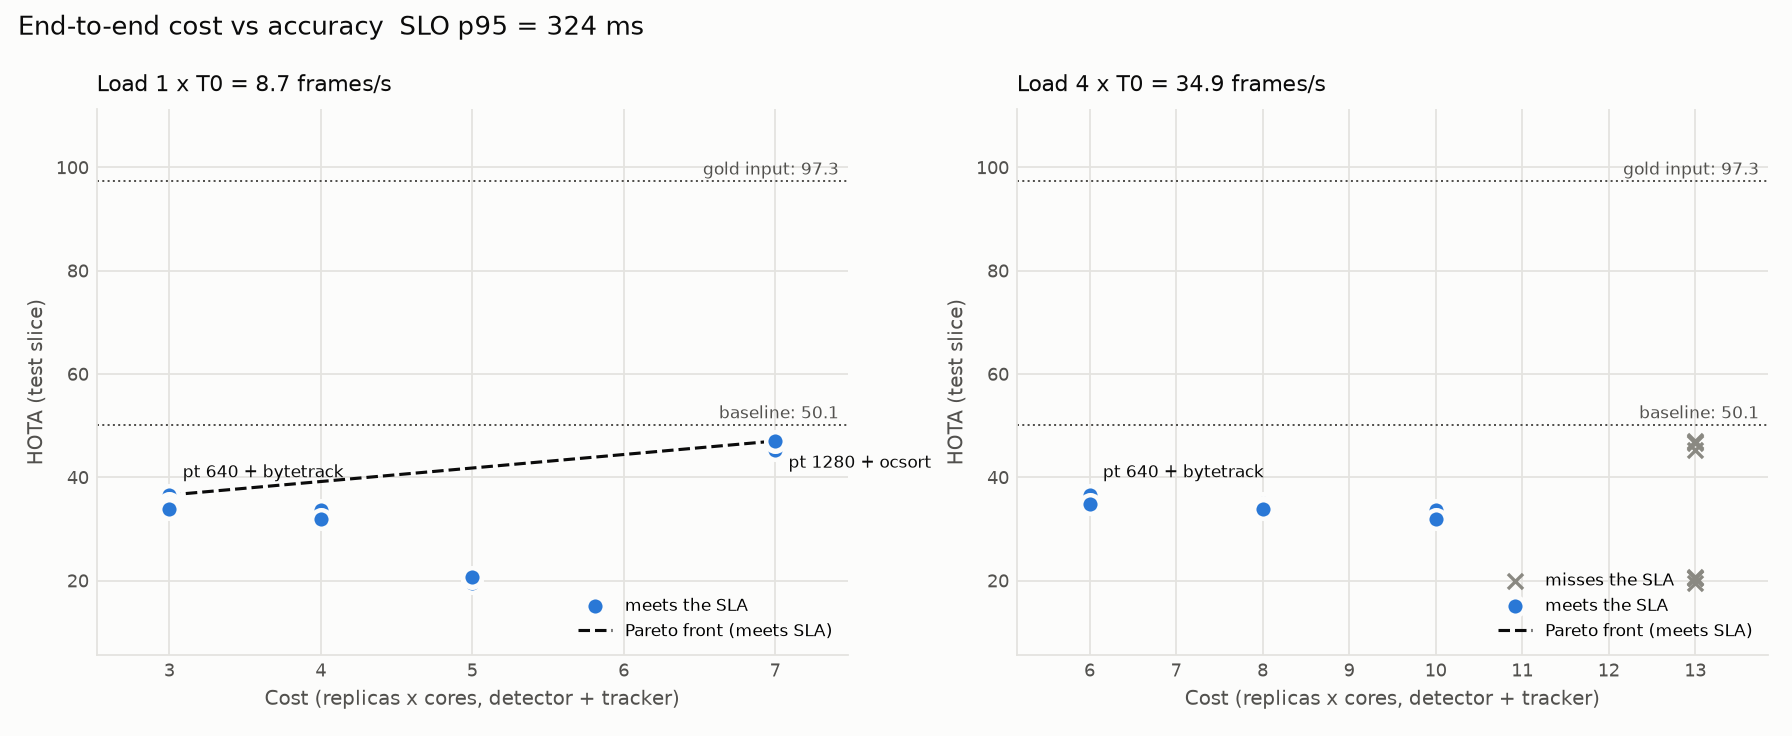 End-to-end cost vs accuracy  SLO p95 = 324 ms
Load 1 x T0 = 8.7 frames/s
HOTA (test slice)
100
80
60
40
20
gold input: 97.3
baseline: 50.1
pt 640 + bytetrack
pt 1280 + ocsort
meets the SLA
Pareto front (meets SLA)
3 4 5 6 7
Cost (replicas x cores, detector + tracker)
Load 4 x T0 = 34.9 frames/s
HOTA (test slice)
100
80
60
40
20
gold input: 97.3
baseline: 50.1
pt 640 + bytetrack
misses the SLA
meets the SLA
Pareto front (meets SLA)
6 7 8 9 10 11 12 13
Cost (replicas x cores, detector + tracker)